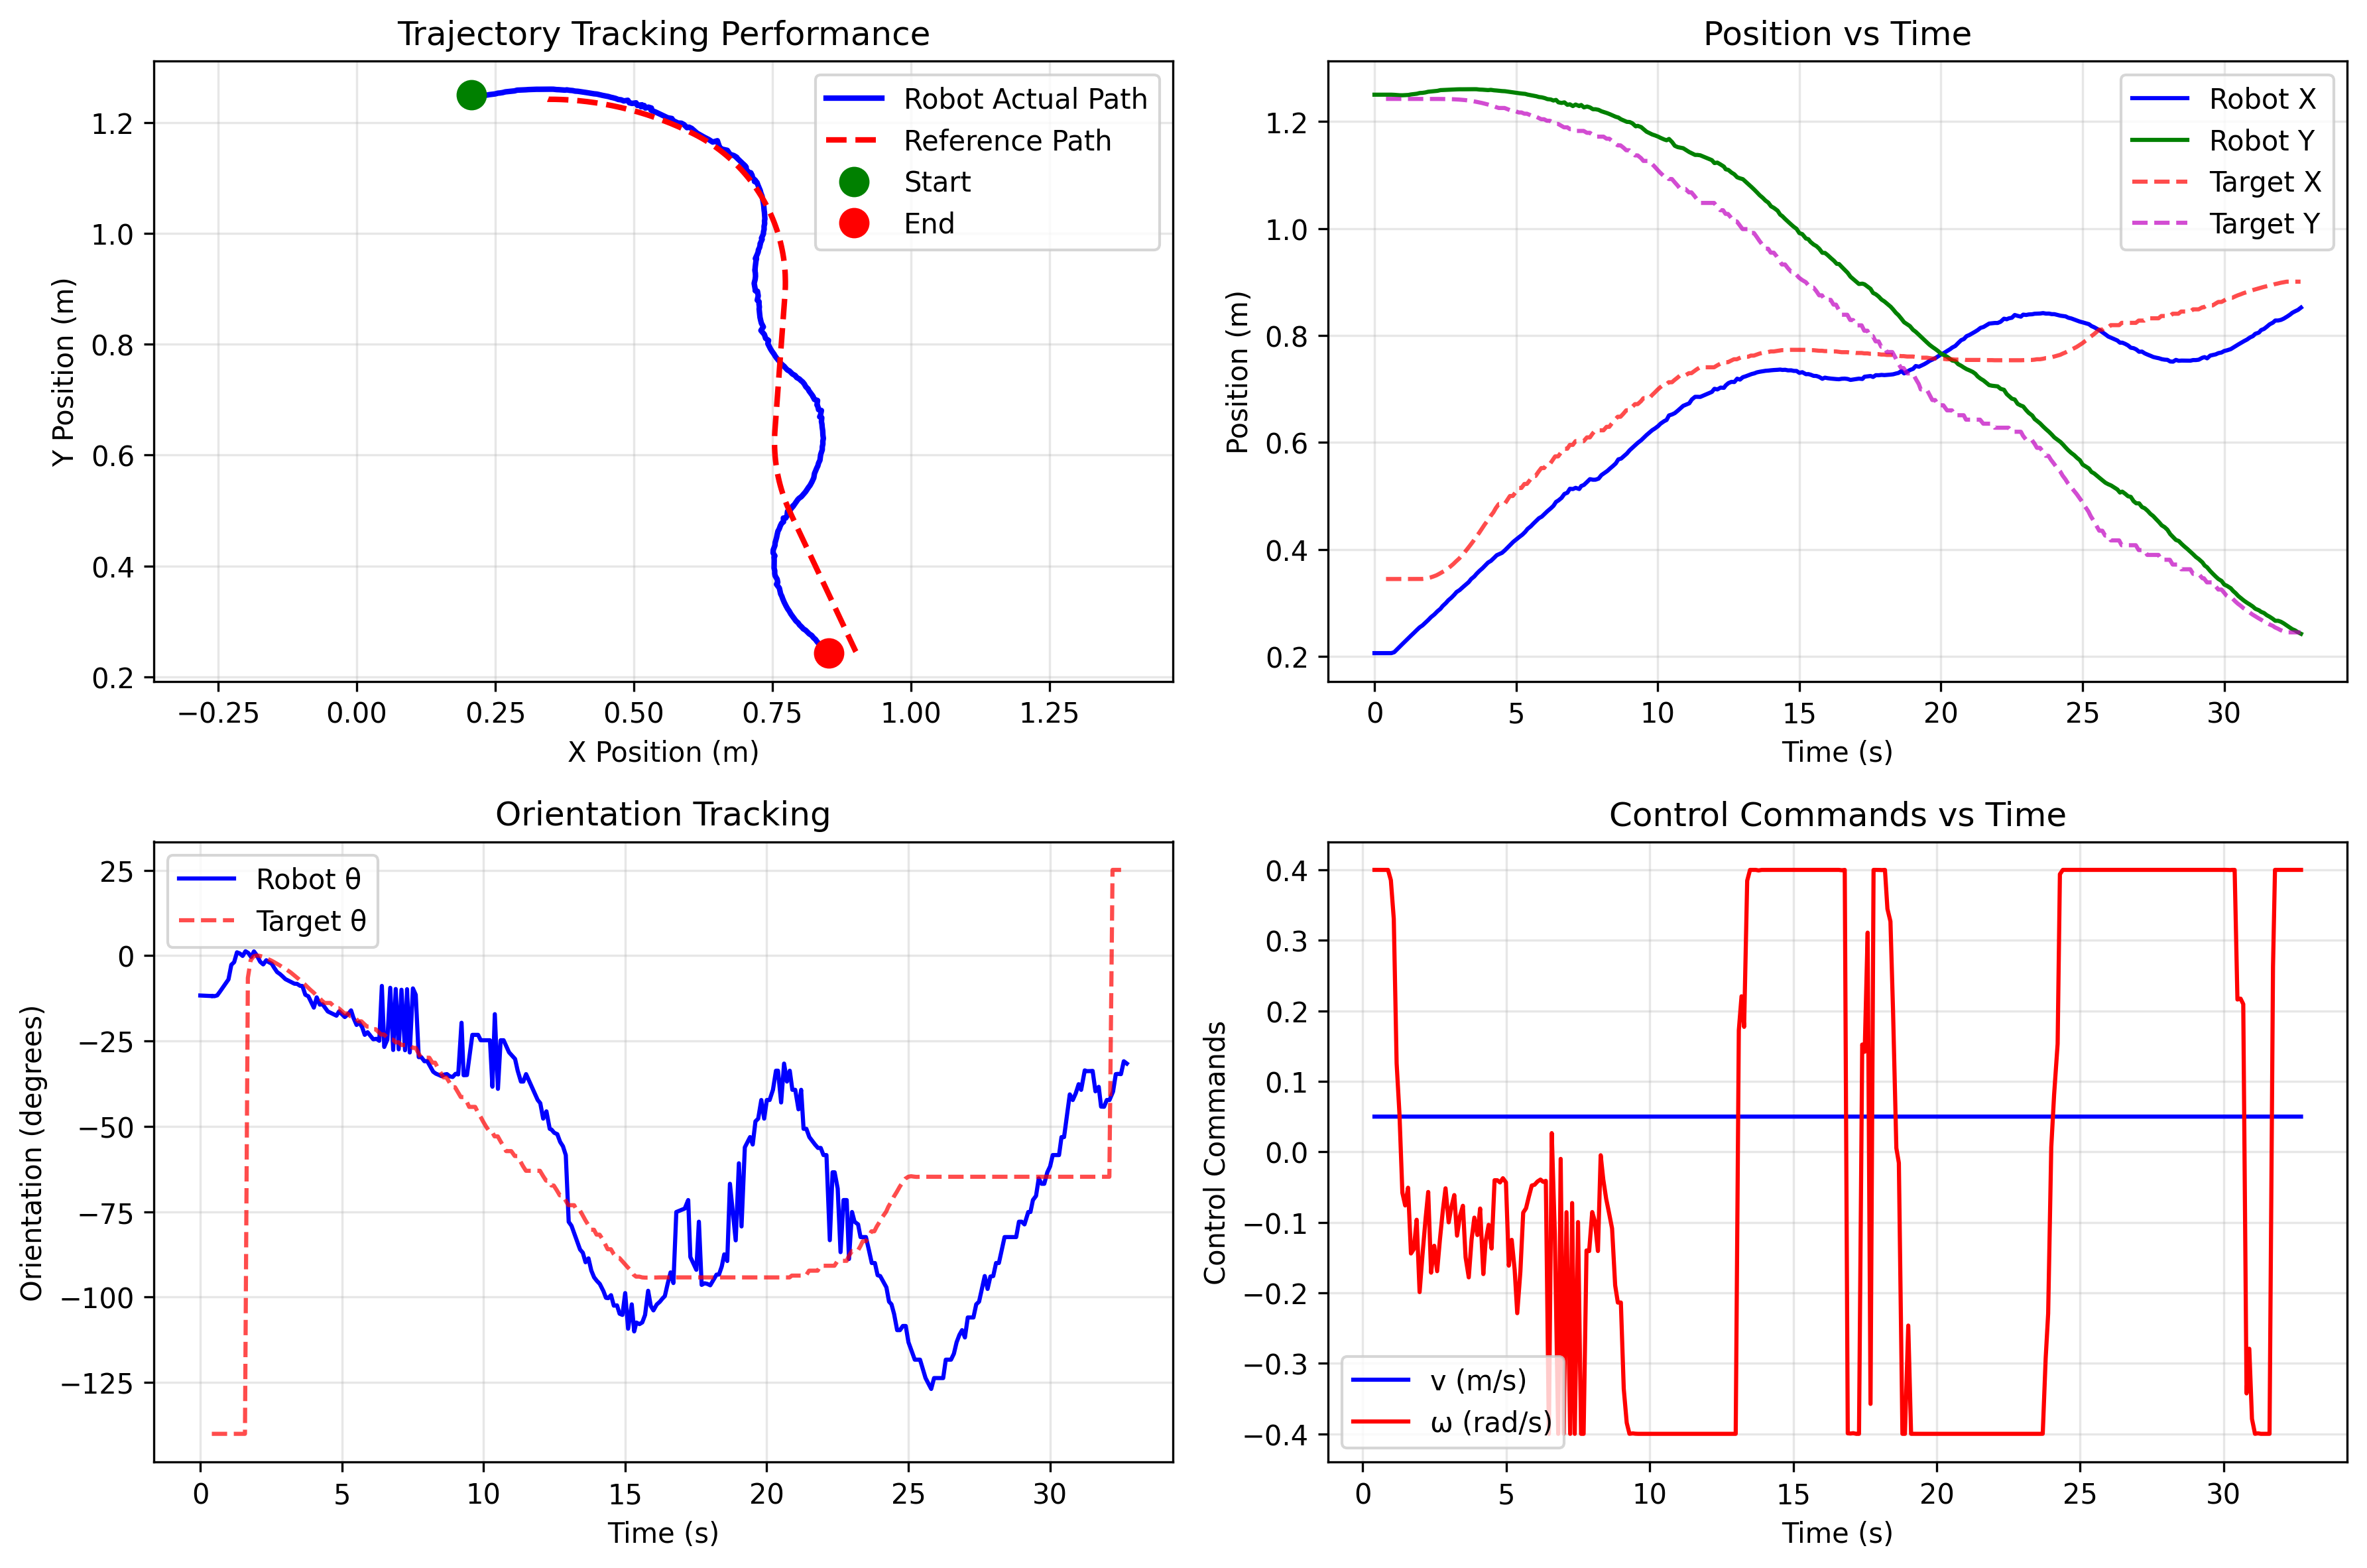 Trajectory Tracking Performance
Y Position (m)
1.2
1.0
0.8
0.6
0.4
0.2
−0.25 0.00 0.25 0.50 0.75 1.00 1.25
X Position (m)
Robot Actual Path
Reference Path
Start
End
Position vs Time
Position (m)
1.2
1.0
0.8
0.6
0.4
0.2
0 5 10 15 20 25 30
Time (s)
Robot X
Robot Y
Target X
Target Y
Orientation Tracking
Orientation (degrees)
25
0
−25
−50
−75
−100
−125
0 5 10 15 20 25 30
Time (s)
Robot θ
Target θ
Control Commands vs Time
Control Commands
0.4
0.3
0.2
0.1
0.0
−0.1
−0.2
−0.3
−0.4
0 5 10 15 20 25 30
Time (s)
v (m/s)
ω (rad/s)